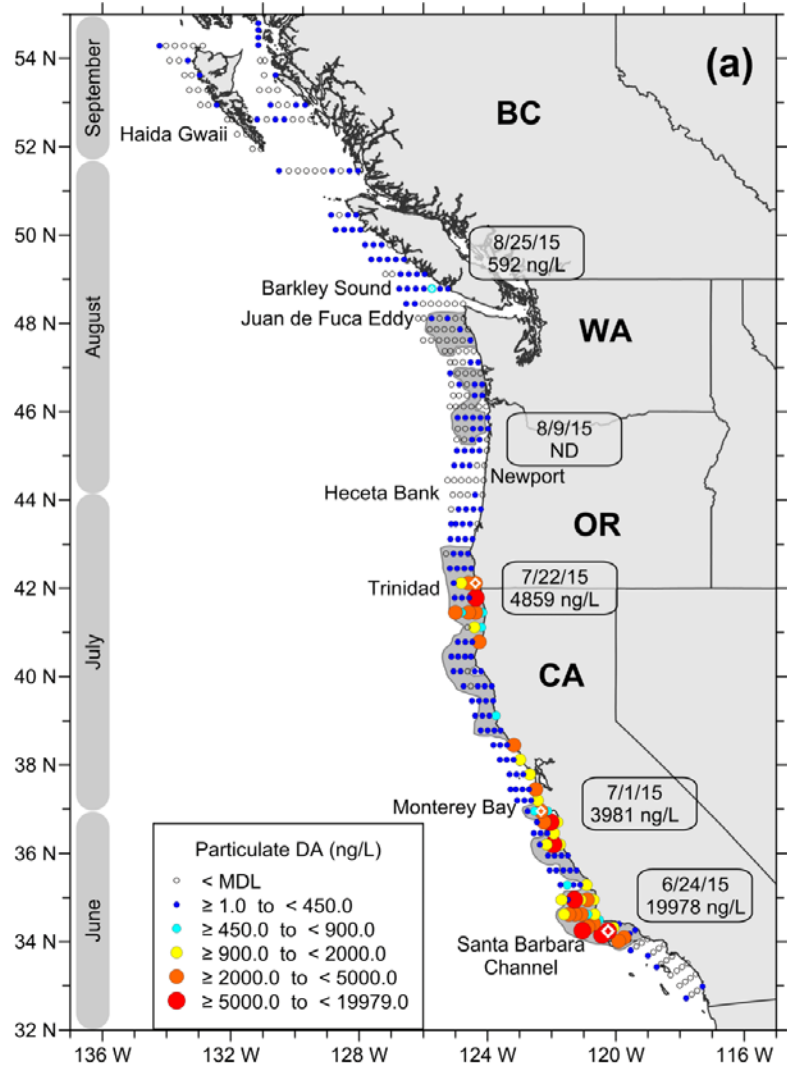 (a)
54 N
52 N
50 N
48 N
46 N
44 N
42 N
40 N
38 N
36 N
34 N
32 N
September
August
July
June
BC
Haida Gwaii
8/25/15
592 ng/L
Barkley Sound
Juan de Fuca Eddy
WA
8/9/15
ND
Newport
Heceta Bank
OR
Trinidad
7/22/15
4859 ng/L
CA
7/1/15
3981 ng/L
Monterey Bay
6/24/15
19978 ng/L
Santa Barbara
Channel
Particulate DA (ng/L)
< MDL
≥ 1.0 to < 450.0
≥ 450.0 to < 900.0
≥ 900.0 to < 2000.0
≥ 2000.0 to < 5000.0
≥ 5000.0 to < 19979.0
136 W
132 W
128 W
124 W
120 W
116 W